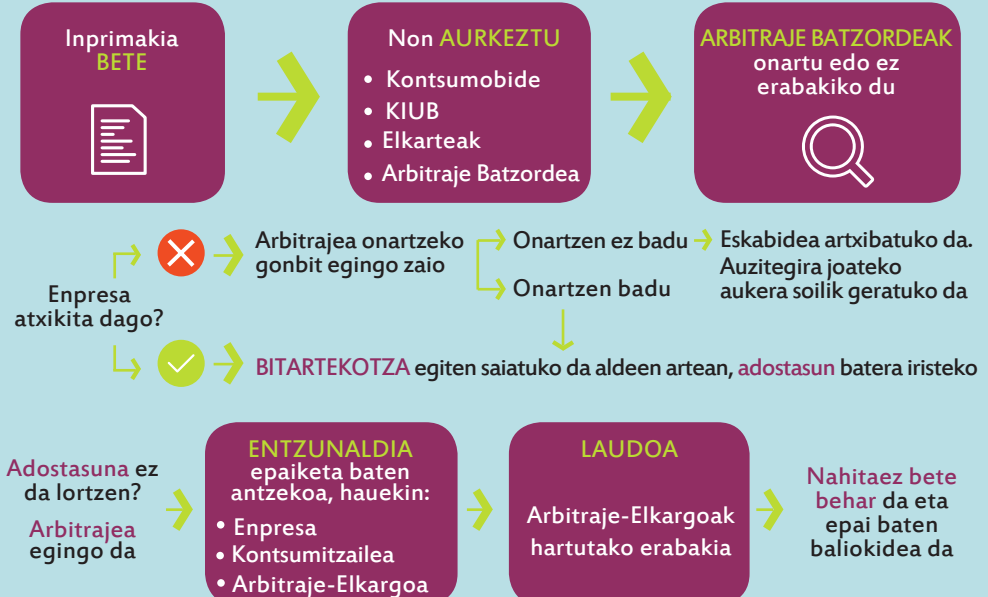 Inprimakia
BETE
Non AURKEZTU
• Kontsumobide
• KIUB
• Elkarteak
• Arbitraje Batzordea
ARBITRAJE BATZORDEAK
onartu edo ez
erabakiko du
Enpresa
atxikita dago?
Arbitrajea onartzeko
gonbit egingo zaio
Onartzen ez badu
Eskabidea artxibatuko da.
Auzitegira joateko
aukera soilik geratuko da
Onartzen badu
BITARTEKOTZA egiten saiatuko da aldeen artean, adostasun batera iristeko
Adostasuna ez
da lortzen?
Arbitrajea
egingo da
ENTZUNALDIA
epaiketa baten
antzekoa, hauekin:
• Enpresa
• Kontsumitzailea
• Arbitraje-Elkargoa
LAUDOA
Arbitraje-Elkargoak
hartutako erabakia
Nahitaez bete
behar da eta
epai baten
baliokidea da